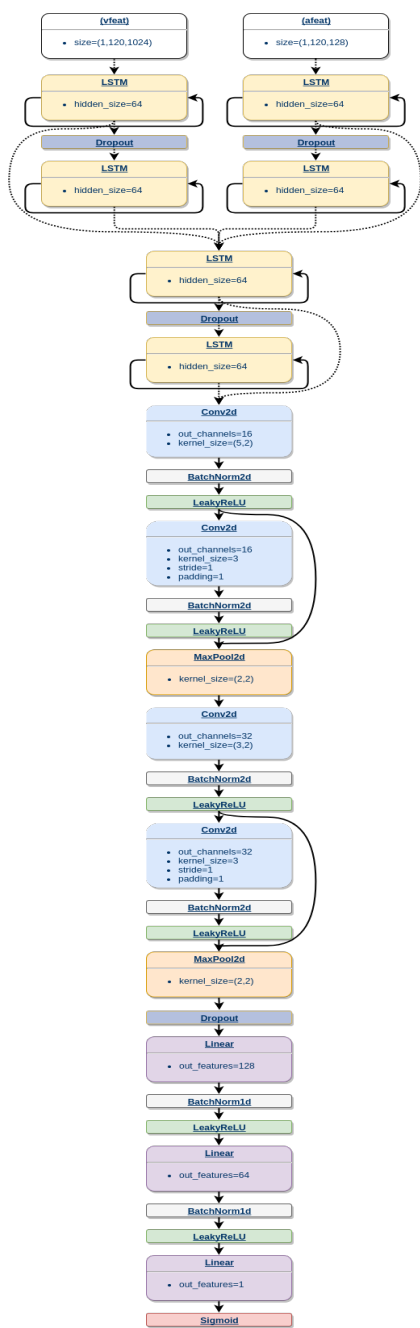 (vfeat)
(afeat)
• size=(1,120,1024)
• size=(1,120,128)
LSTM
LSTM
• hidden_size=64
• hidden_size=64
Dropout
Dropout
LSTM
LSTM
• hidden_size=64
• hidden_size=64
LSTM
• hidden_size=64
Dropout
LSTM
• hidden_size=64
Conv2d
• out_channels=16
• kernel_size=(5,2)
BatchNorm2d
LeakyReLU
Conv2d
• out_channels=16
• kernel_size=3
• stride=1
• padding=1
BatchNorm2d
LeakyReLU
MaxPool2d
• kernel_size=(2,2)
Conv2d
• out_channels=32
• kernel_size=(3,2)
BatchNorm2d
LeakyReLU
Conv2d
• out_channels=32
• kernel_size=3
• stride=1
• padding=1
BatchNorm2d
LeakyReLU
MaxPool2d
• kernel_size=(2,2)
Dropout
Linear
• out_features=128
BatchNorm1d
LeakyReLU
Linear
• out_features=64
BatchNorm1d
LeakyReLU
Linear
• out_features=1
Sigmoid